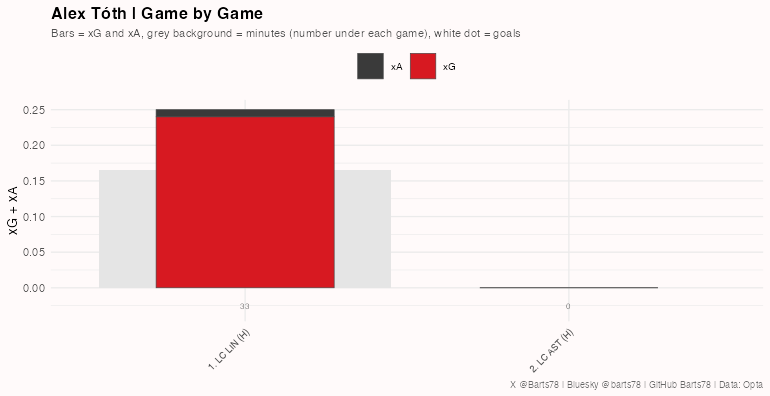 Alex Tóth | Game by Game
Bars = xG and xA, grey background = minutes (number under each game), white dot = goals
xA xG
xG + xA
0.25
0.20
0.15
0.10
0.05
0.00
33 0
1. LC LIN (H) 2. LC AST (H)
X @Barts78 | Bluesky @barts78 | GitHub Barts78 | Data: Opta